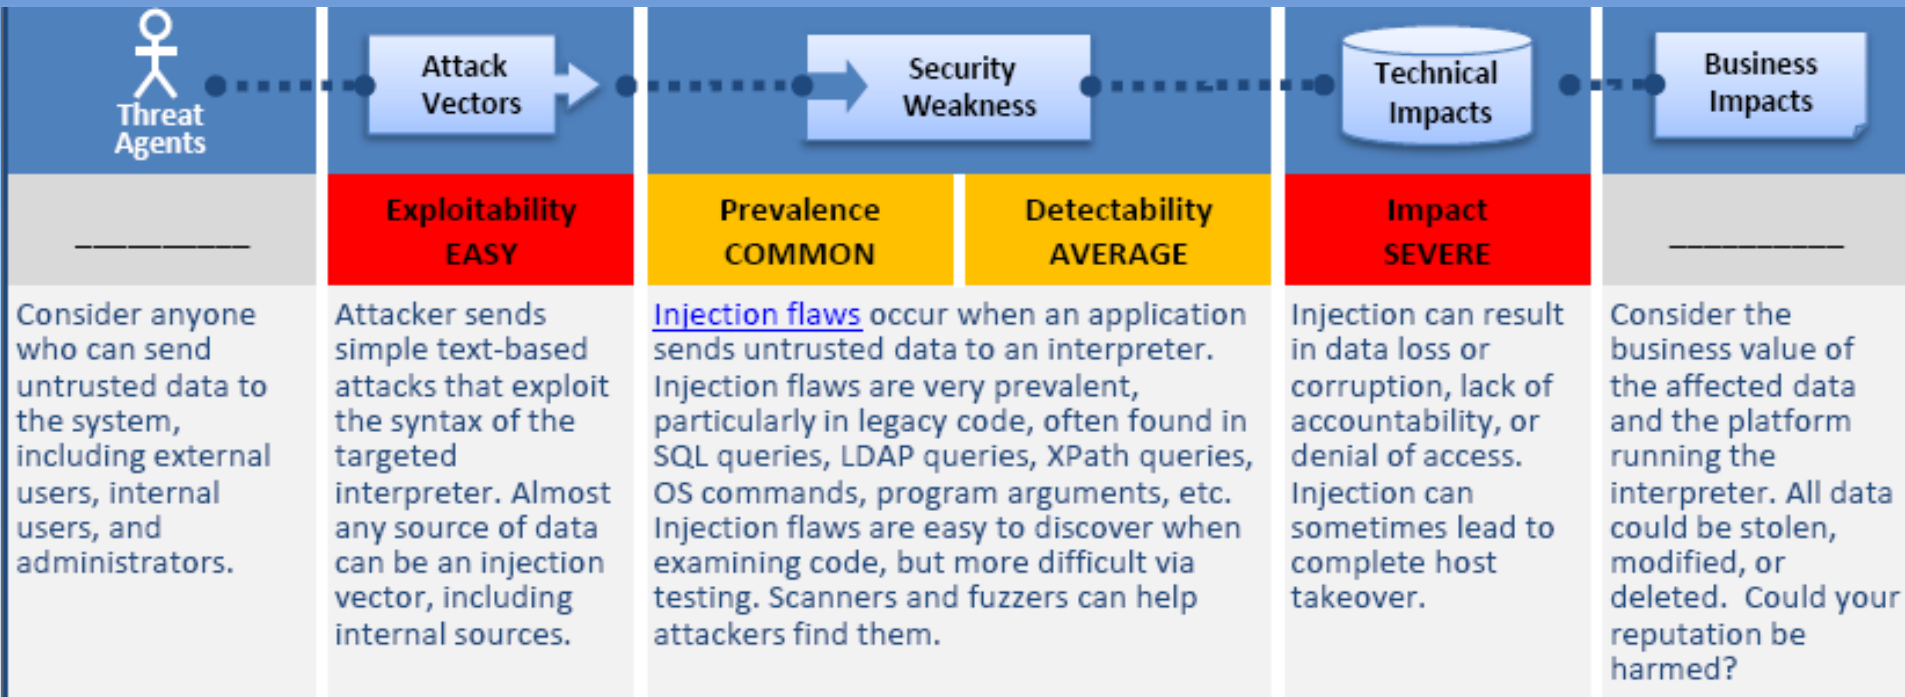 Threat
Agents
Attack
Vectors
Security
Weakness
Technical
Impacts
Business
Impacts
__________
Exploitability
EASY
Prevalence
COMMON
Detectability
AVERAGE
Impact
SEVERE
__________
Consider anyone
who can send
untrusted data to
the system,
including external
users, internal
users, and
administrators.
Attacker sends
simple text-based
attacks that exploit
the syntax of the
targeted
interpreter. Almost
any source of data
can be an injection
vector, including
internal sources.
Injection flaws occur when an application
sends untrusted data to an interpreter.
Injection flaws are very prevalent,
particularly in legacy code, often found in
SQL queries, LDAP queries, XPath queries,
OS commands, program arguments, etc.
Injection flaws are easy to discover when
examining code, but more difficult via
testing. Scanners and fuzzers can help
attackers find them.
Injection can result
in data loss or
corruption, lack of
accountability, or
denial of access.
Injection can
sometimes lead to
complete host
takeover.
Consider the
business value of
the affected data
and the platform
running the
interpreter. All data
could be stolen,
modified, or
deleted. Could your
reputation be
harmed?